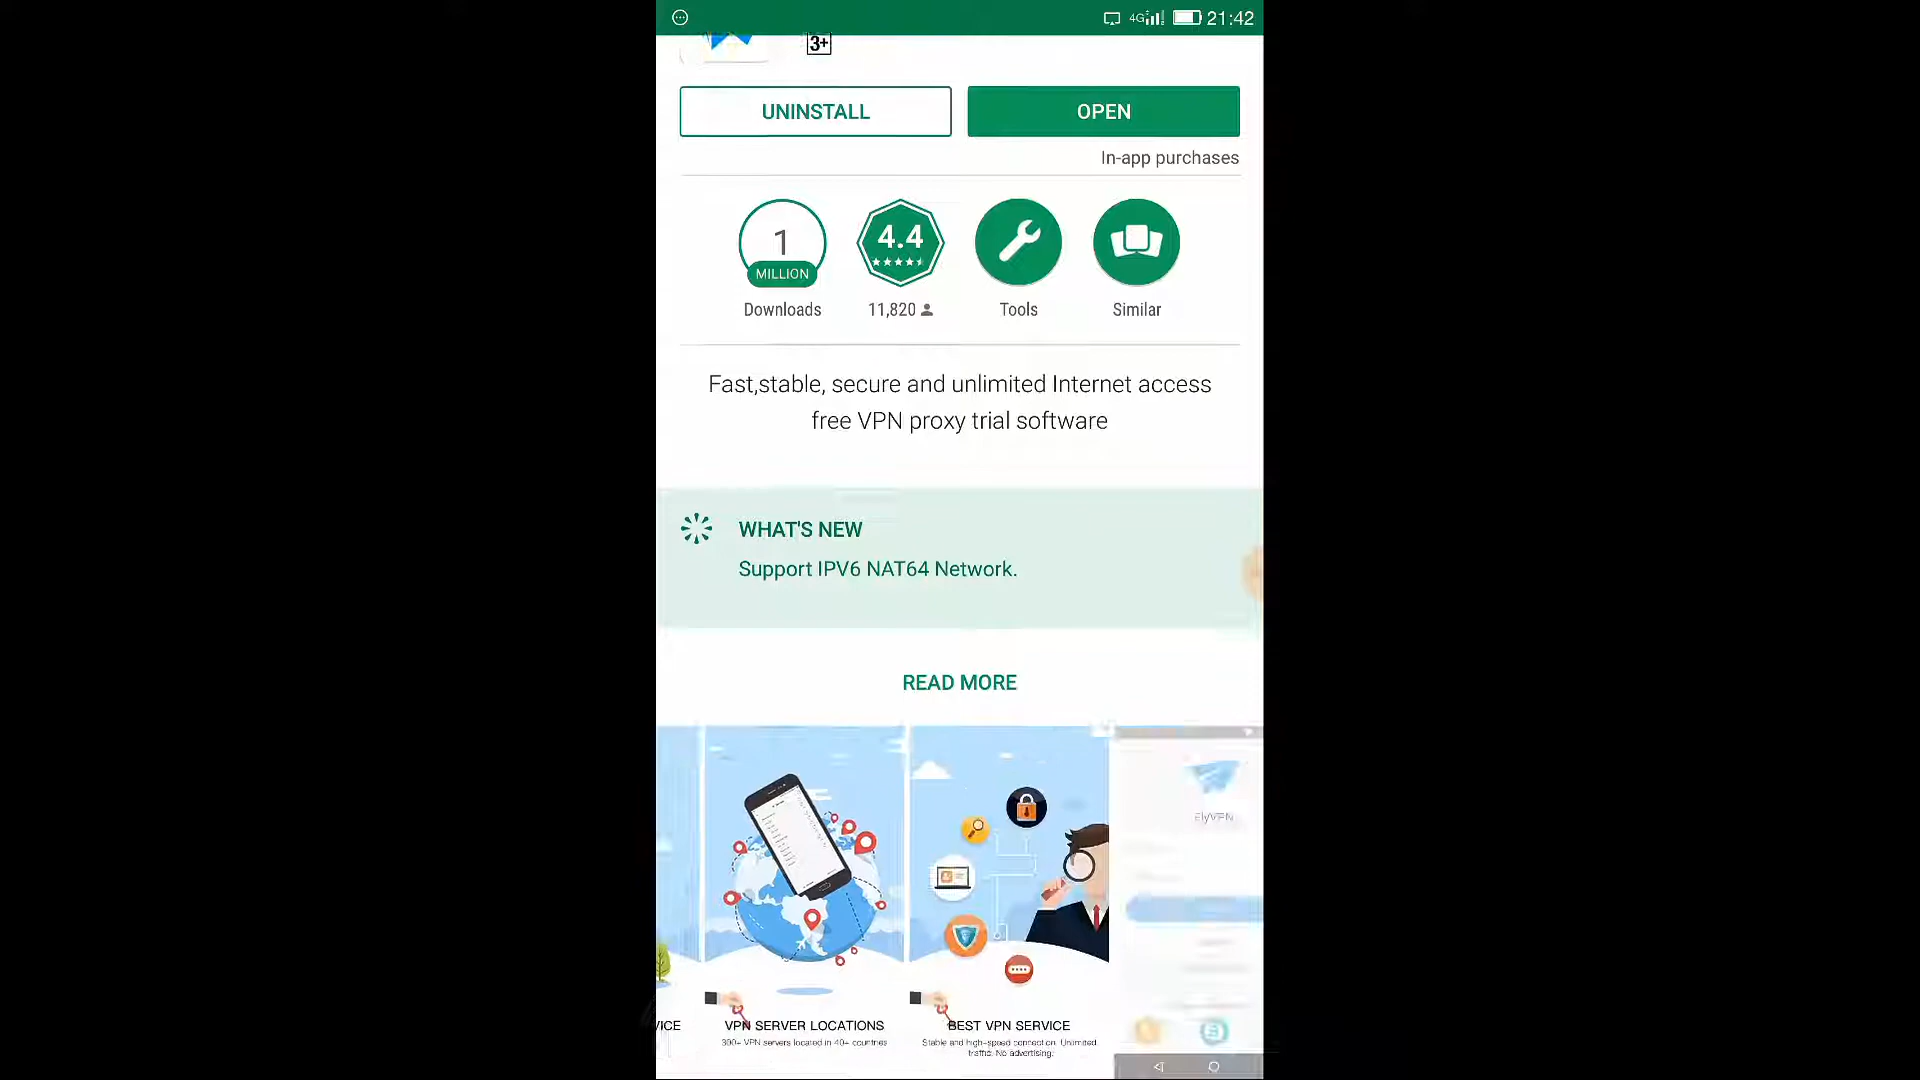 4G 21:42
3+
UNINSTALL
OPEN
In-app purchases
1
MILLION
Downloads
4.4
11,820
Tools
Similar
Fast,stable, secure and unlimited Internet access
free VPN proxy trial software
WHAT'S NEW
Support IPV6 NAT64 Network.
READ MORE
VICE
VPN SERVER LOCATIONS
300+ VPN servers located in 40+ countries
BEST VPN SERVICE
Stable and high-speed connection. Unlimited
traffic. No advertising.
FlyVPN